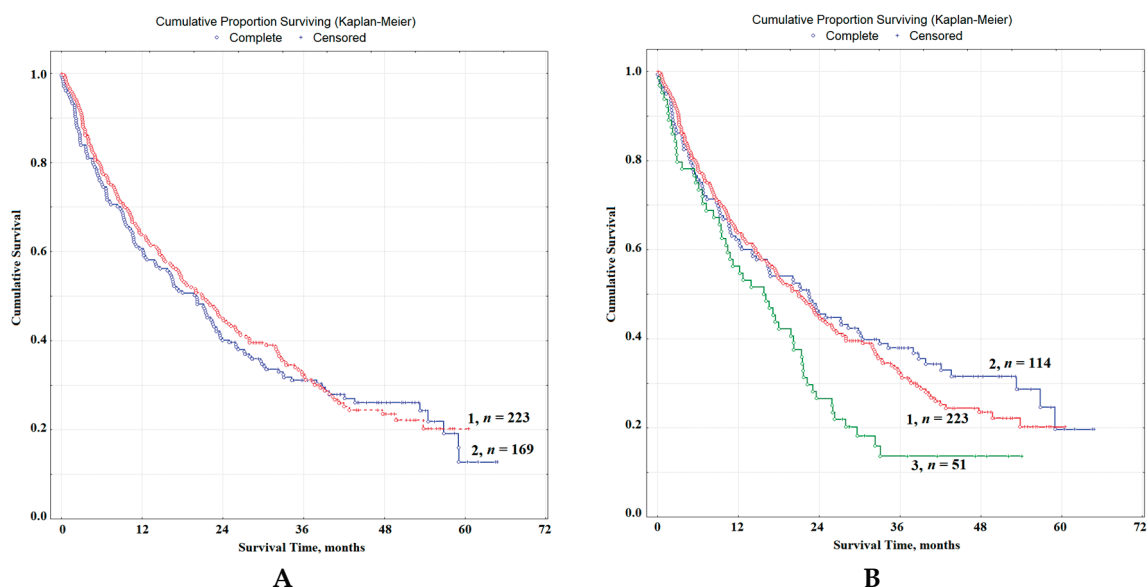 Cumulative Proportion Surviving (Kaplan-Meier)
Complete Censored
1.0
0.8
0.6
0.4
0.2
0.0
Cumulative Survival
1, n = 223
2, n = 169
0 12 24 36 48 60 72
Survival Time, months
A
Cumulative Proportion Surviving (Kaplan-Meier)
Complete Censored
1.0
0.8
0.6
0.4
0.2
0.0
Cumulative Survival
2, n = 114
1, n = 223
3, n = 51
0 12 24 36 48 60 72
Survival Time, months
B